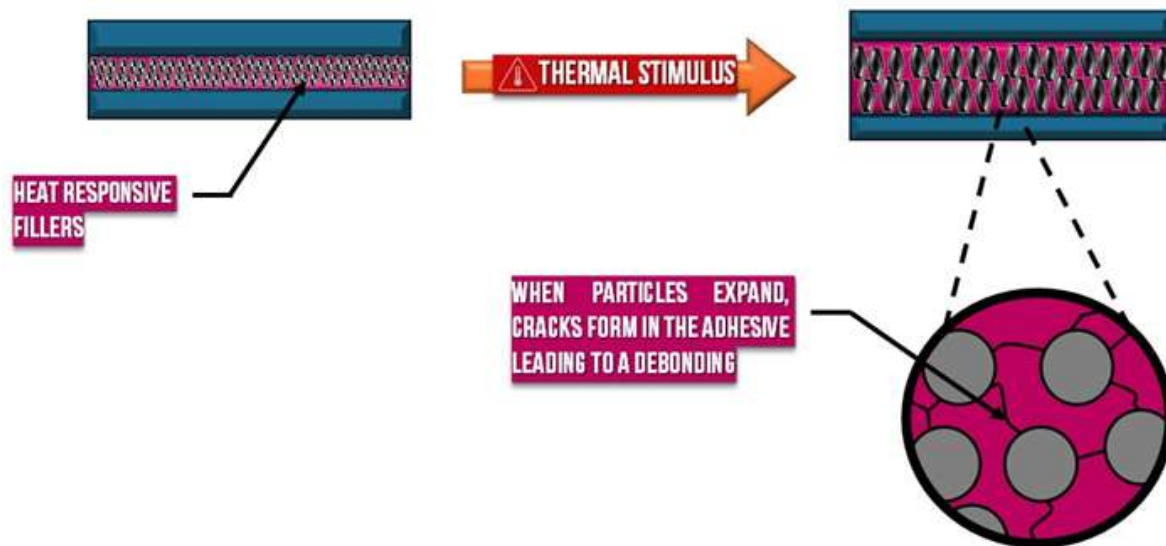 THERMAL STIMULUS
HEAT RESPONSIVE
FILLERS
WHEN PARTICLES EXPAND,
CRACKS FORM IN THE ADHESIVE
LEADING TO A DEBONDING